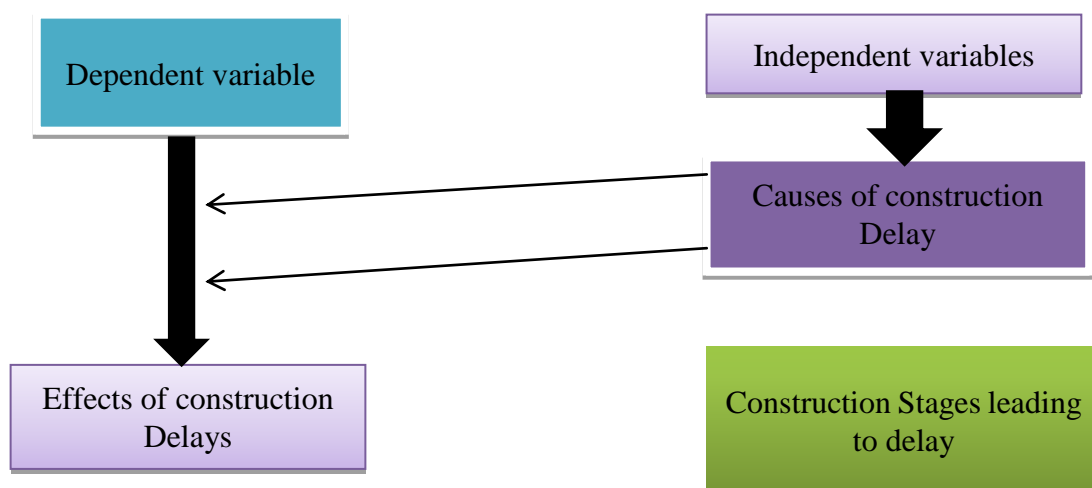 Dependent variable
Independent variables
Causes of construction
Delay
Effects of construction
Delays
Construction Stages leading
to delay